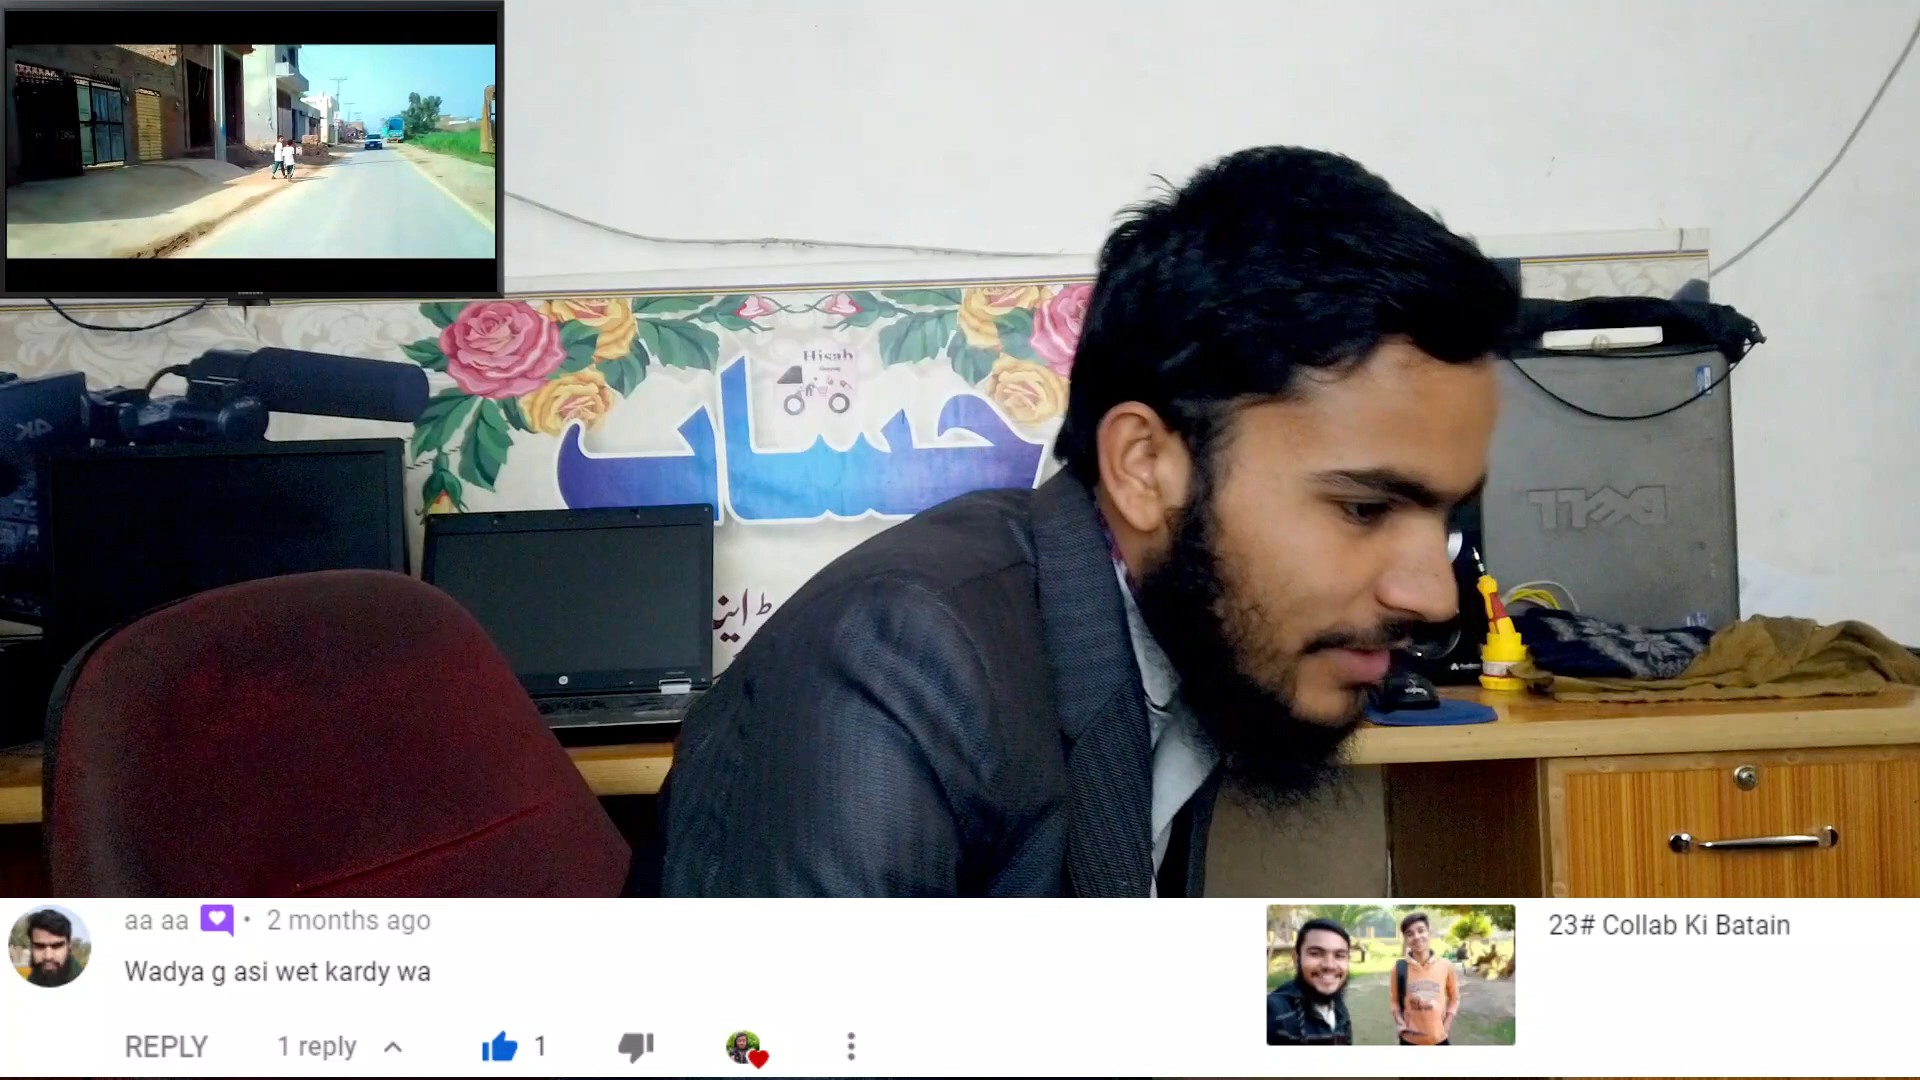 Hisab
حساب
4K
DELL
aa aa • 2 months ago
Wadya g asi wet kardy wa
REPLY 1 reply 1
23# Collab Ki Batain